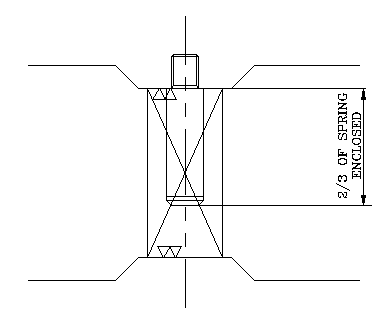 2/3 OF SPRING
ENCLOSED